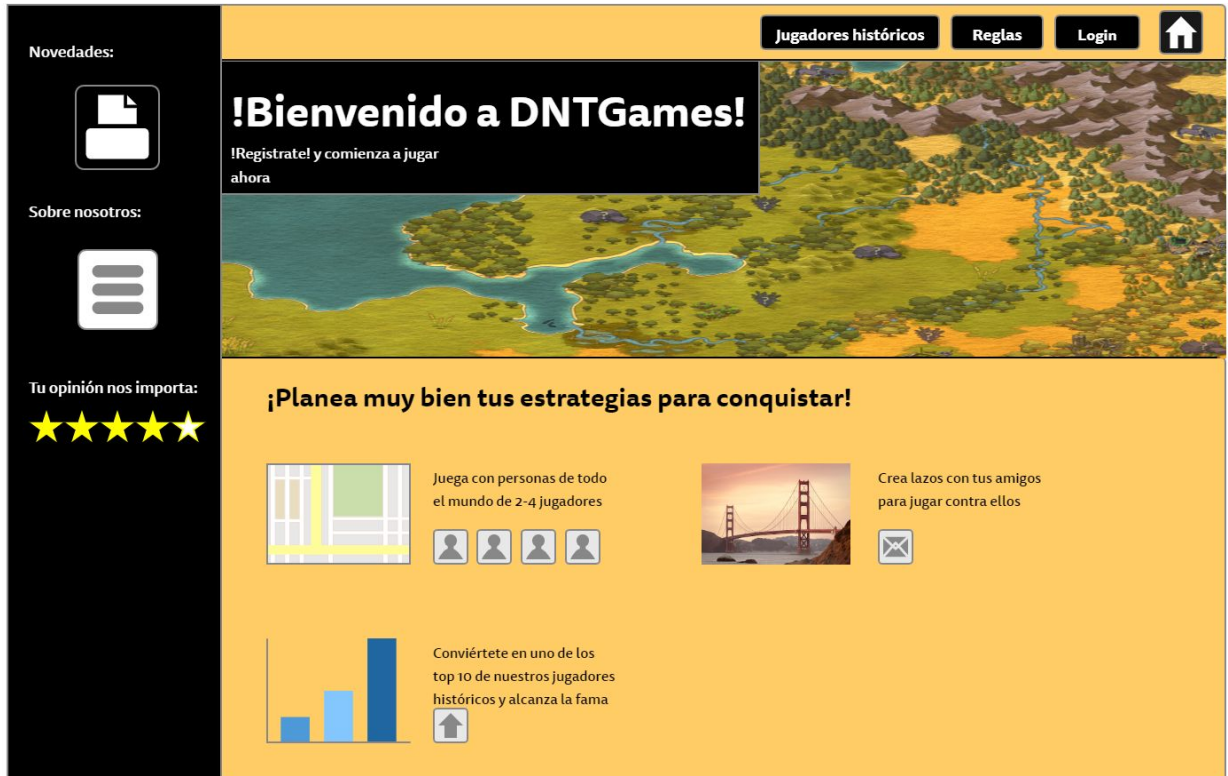 Novedades:
Sobre nosotros:
Tu opinión nos importa:
Jugadores históricos
Reglas
Login
!Bienvenido a DNTGames!
!Registrate! y comienza a jugar
ahora
¡Planea muy bien tus estrategias para conquistar!
Juega con personas de todo
el mundo de 2-4 jugadores
Crea lazos con tus amigos
para jugar contra ellos
Conviértete en uno de los
top 10 de nuestros jugadores
históricos y alcanza la fama